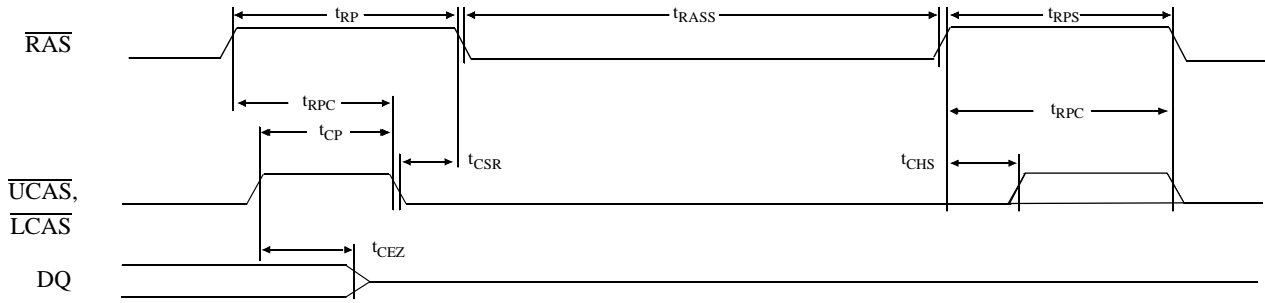 tRP
tRASS
tRPS
RAS
tRPC
tRPC
tCP
tCSR
tCHS
UCAS,
LCAS
tCEZ
DQ